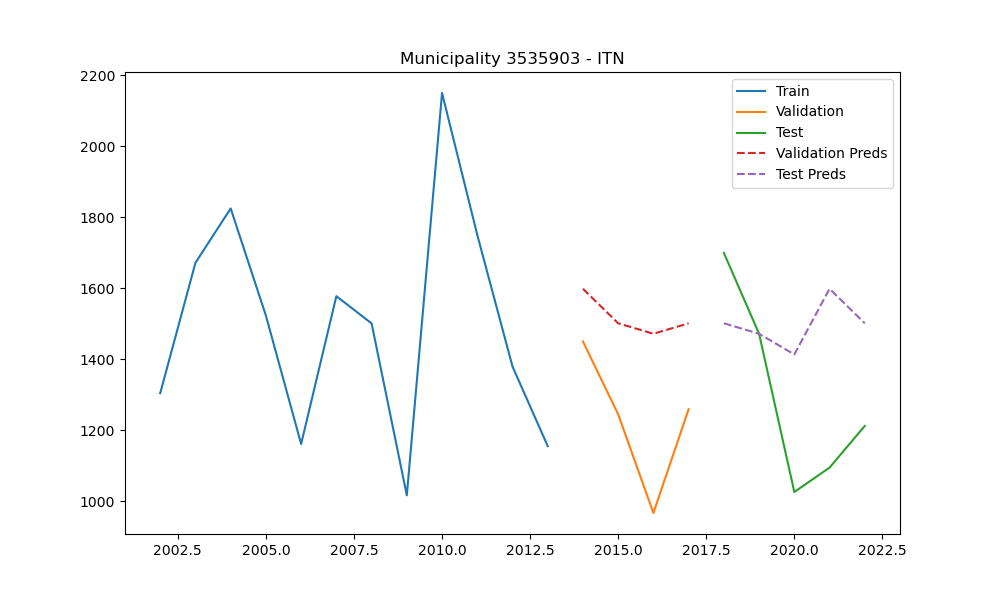 Municipality 3535903 - ITN
2200
2000
1800
1600
1400
1200
1000
Train
Validation
Test
Validation Preds
Test Preds
2002.5 2005.0 2007.5 2010.0 2012.5 2015.0 2017.5 2020.0 2022.5